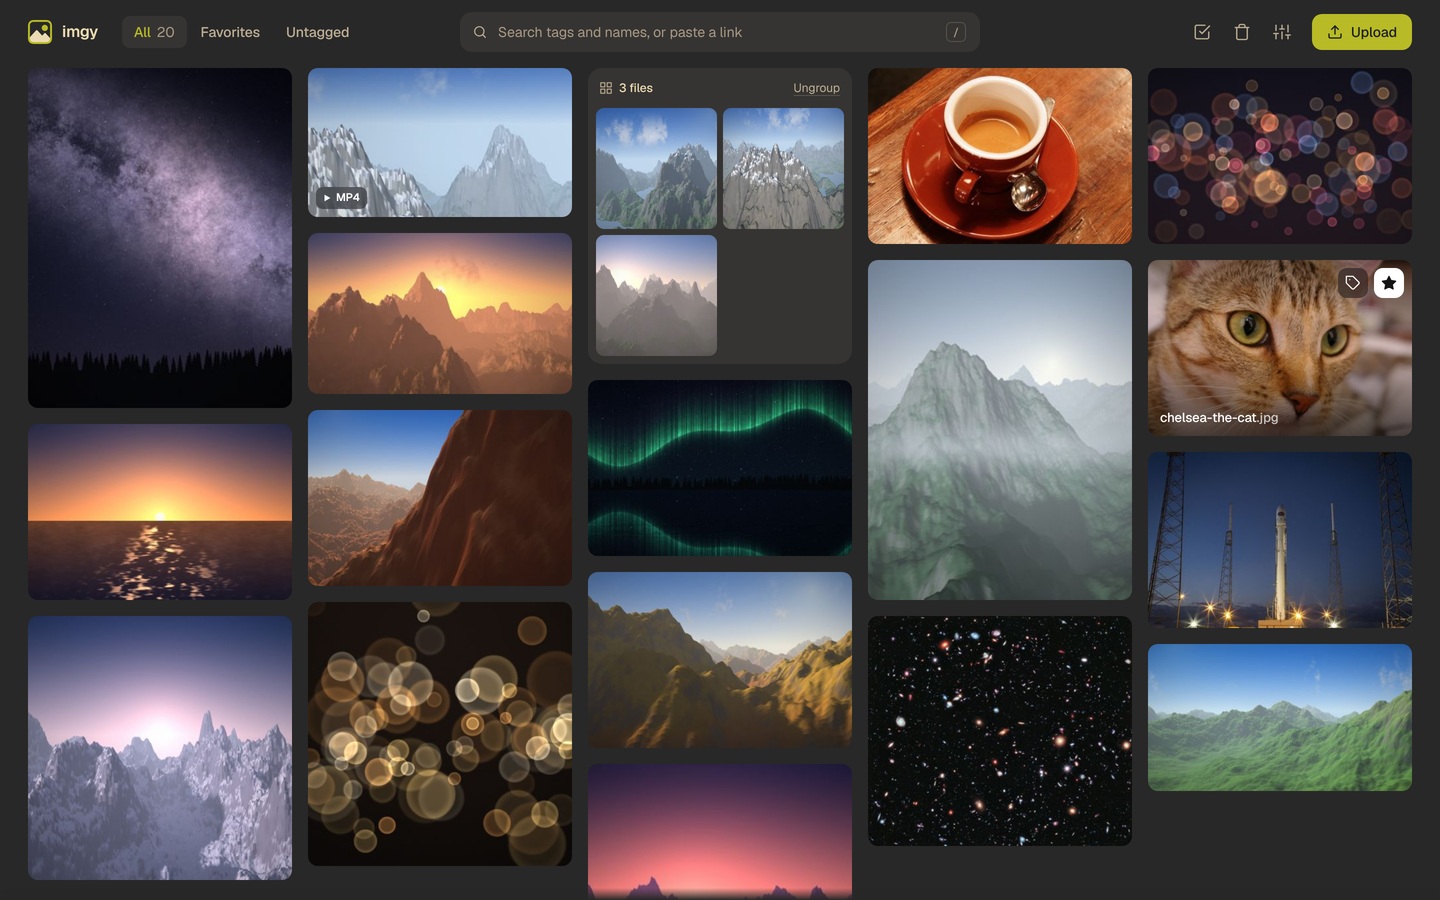 imgy
All 20
Favorites
Untagged
Search tags and names, or paste a link
/
Upload
MP4
3 files
Ungroup
chelsea-the-cat.jpg